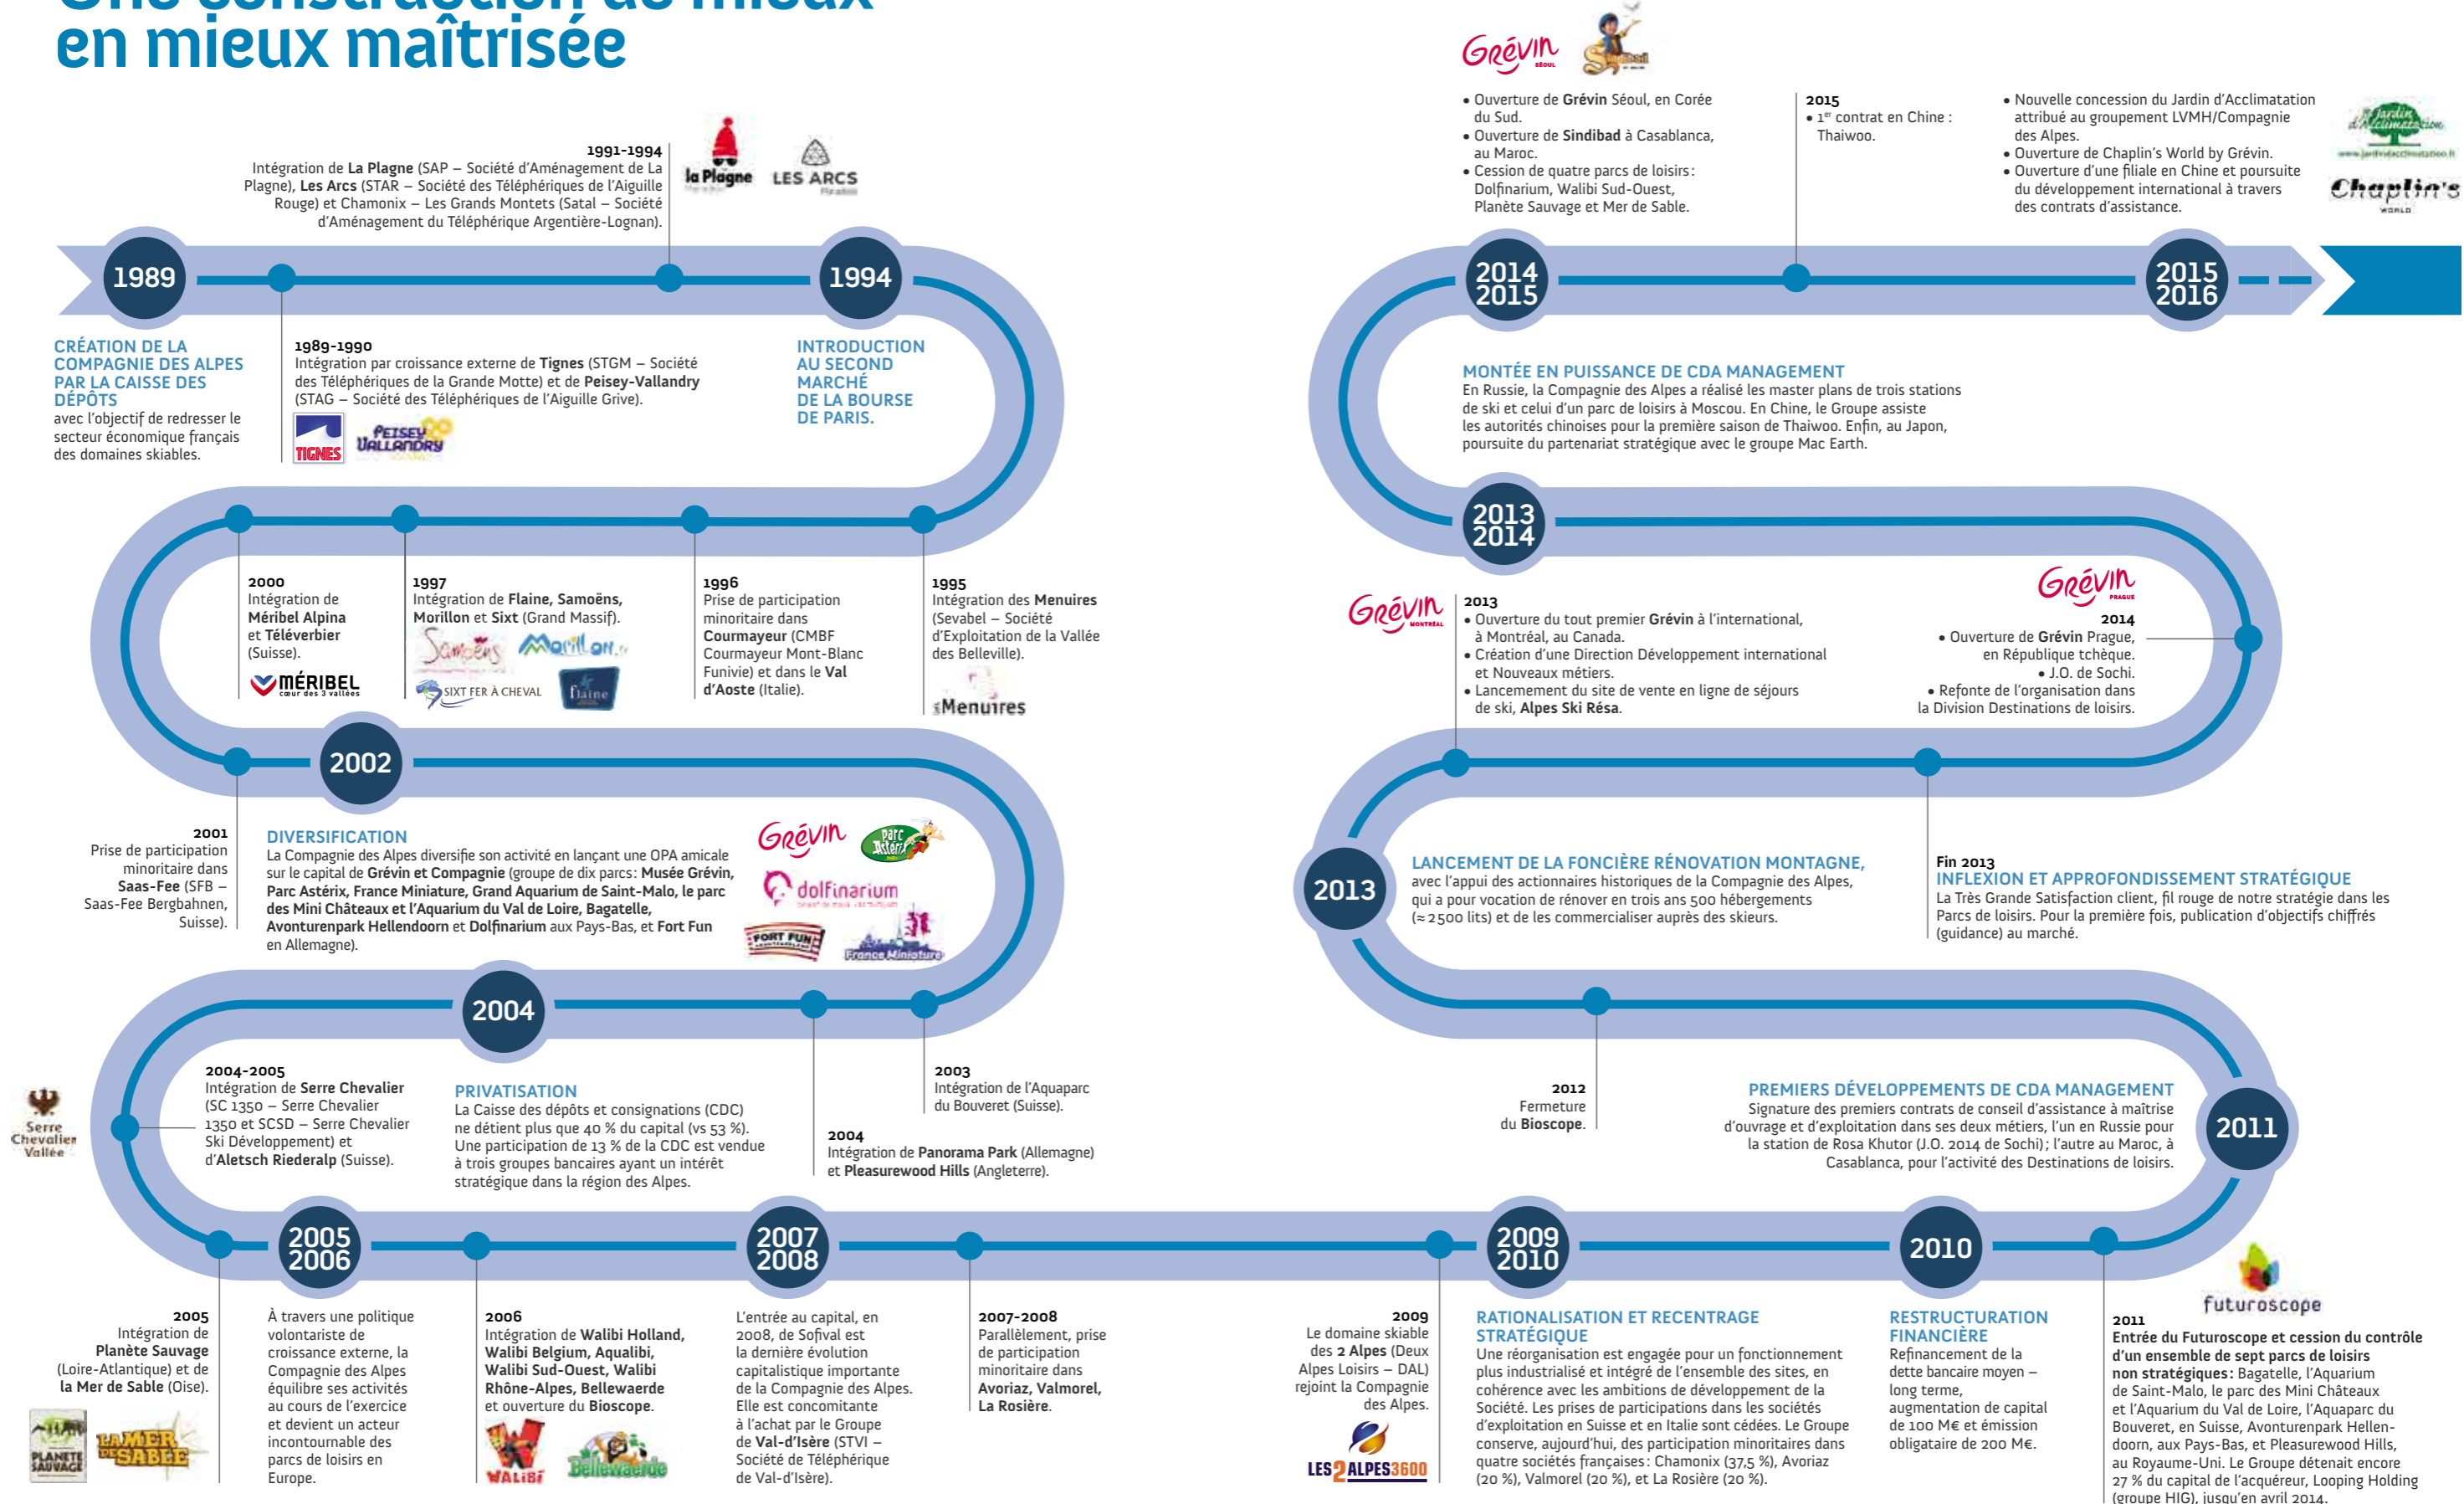 en mieux maîtrisée
1989
CRÉATION DE LA
COMPAGNIE DES ALPES
PAR LA CAISSE DES
DÉPÔTS
avec l'objectif de redresser le
secteur économique français
des domaines skiables.
1989-1990
Intégration par croissance externe de Tignes (STGM – Société
des Téléphériques de la Grande Motte) et de Peisey-Vallandry
(STAG – Société des Téléphériques de l'Aiguille Grive).
TIGNES
PEISEY
VALLANDRY
1991-1994
Intégration de La Plagne (SAP – Société d'Aménagement de La
Plagne), Les Arcs (STAR – Société des Téléphériques de l'Aiguille
Rouge) et Chamonix – Les Grands Montets (Satal – Société
d'Aménagement du Téléphérique Argentière-Lognan).
la Plagne
LES ARCS
1994
INTRODUCTION
AU SECOND
MARCHÉ
DE LA BOURSE
DE PARIS.
1995
Intégration des Menuires
(Sevabel – Société
d'Exploitation de la Vallée
des Belleville).
Menuires
1996
Prise de participation
minoritaire dans
Courmayeur (CMBF
Courmayeur Mont-Blanc
Funivie) et dans le Val
d'Aoste (Italie).
1997
Intégration de Flaine, Samoëns,
Morillon et Sixt (Grand Massif).
Samoëns
Morillon
SIXT FER À CHEVAL
flaine
2000
Intégration de
Méribel Alpina
et Téléverbier
(Suisse).
MÉRIBEL
cœur des 3 vallées
2001
Prise de participation
minoritaire dans
Saas-Fee (SFB –
Saas-Fee Bergbahnen,
Suisse).
2002
DIVERSIFICATION
La Compagnie des Alpes diversifie son activité en lançant une OPA amicale
sur le capital de Grévin et Compagnie (groupe de dix parcs: Musée Grévin,
Parc Astérix, France Miniature, Grand Aquarium de Saint-Malo, le parc
des Mini Châteaux et l'Aquarium du Val de Loire, Bagatelle,
Avonturenpark Hellendoorn et Dolfinarium aux Pays-Bas, et Fort Fun
en Allemagne).
GRévin
parc
Astérix
dolfinarium
FORT FUN
France Miniature
2003
Intégration de l'Aquaparc
du Bouveret (Suisse).
2004
Intégration de Panorama Park (Allemagne)
et Pleasurewood Hills (Angleterre).
2004
PRIVATISATION
La Caisse des dépôts et consignations (CDC)
ne détient plus que 40 % du capital (vs 53 %).
Une participation de 13 % de la CDC est vendue
à trois groupes bancaires ayant un intérêt
stratégique dans la région des Alpes.
2004-2005
Intégration de Serre Chevalier
(SC 1350 – Serre Chevalier
1350 et SCSD – Serre Chevalier
Ski Développement) et
d'Aletsch Riederalp (Suisse).
Serre
Chevalier
Vallée
2005
Intégration de
Planète Sauvage
(Loire-Atlantique) et de
la Mer de Sable (Oise).
PLANETE
SAUVAGE
LA MER
DE SABLE
2005
2006
À travers une politique
volontariste de
croissance externe, la
Compagnie des Alpes
équilibre ses activités
au cours de l'exercice
et devient un acteur
incontournable des
parcs de loisirs en
Europe.
2006
Intégration de Walibi Holland,
Walibi Belgium, Aqualibi,
Walibi Sud-Ouest, Walibi
Rhône-Alpes, Bellewaerde
et ouverture du Bioscope.
WALiBi
Bellewaerde
2007
2008
L'entrée au capital, en
2008, de Sofival est
la dernière évolution
capitalistique importante
de la Compagnie des Alpes.
Elle est concomitante
à l'achat par le Groupe
de Val-d'Isère (STVI –
Société de Téléphérique
de Val-d'Isère).
2007-2008
Parallèlement, prise
de participation
minoritaire dans
Avoriaz, Valmorel,
La Rosière.
2009
Le domaine skiable
des 2 Alpes (Deux
Alpes Loisirs – DAL)
rejoint la Compagnie
des Alpes.
LES2ALPES3600
2009
2010
RATIONALISATION ET RECENTRAGE
STRATÉGIQUE
Une réorganisation est engagée pour un fonctionnement
plus industrialisé et intégré de l'ensemble des sites, en
cohérence avec les ambitions de développement de la
Société. Les prises de participations dans les sociétés
d'exploitation en Suisse et en Italie sont cédées. Le Groupe
conserve, aujourd'hui, des participation minoritaires dans
quatre sociétés françaises: Chamonix (37,5 %), Avoriaz
(20 %), Valmorel (20 %), et La Rosière (20 %).
2010
RESTRUCTURATION
FINANCIÈRE
Refinancement de la
dette bancaire moyen –
long terme,
augmentation de capital
de 100 M€ et émission
obligataire de 200 M€.
futuroscope
2011
Entrée du Futuroscope et cession du contrôle
d'un ensemble de sept parcs de loisirs
non stratégiques: Bagatelle, l'Aquarium
de Saint-Malo, le parc des Mini Châteaux
et l'Aquarium du Val de Loire, l'Aquaparc du
Bouveret, en Suisse, Avonturenpark Hellen-
doorn, aux Pays-Bas, et Pleasurewood Hills,
au Royaume-Uni. Le Groupe détenait encore
27 % du capital de l'acquéreur, Looping Holding
(groupe HIG), jusqu'en avril 2014.
2011
PREMIERS DÉVELOPPEMENTS DE CDA MANAGEMENT
Signature des premiers contrats de conseil d'assistance à maîtrise
d'ouvrage et d'exploitation dans ses deux métiers, l'un en Russie pour
la station de Rosa Khutor (J.O. 2014 de Sochi); l'autre au Maroc, à
Casablanca, pour l'activité des Destinations de loisirs.
2012
Fermeture
du Bioscope.
2013
LANCEMENT DE LA FONCIÈRE RÉNOVATION MONTAGNE,
avec l'appui des actionnaires historiques de la Compagnie des Alpes,
qui a pour vocation de rénover en trois ans 500 hébergements
(≈ 2 500 lits) et de les commercialiser auprès des skieurs.
GRévin
MONTRÉAL
2013
• Ouverture du tout premier Grévin à l'international,
à Montréal, au Canada.
• Création d'une Direction Développement international
et Nouveaux métiers.
• Lancemement du site de vente en ligne de séjours
de ski, Alpes Ski Résa.
Fin 2013
INFLEXION ET APPROFONDISSEMENT STRATÉGIQUE
La Très Grande Satisfaction client, fil rouge de notre stratégie dans les
Parcs de loisirs. Pour la première fois, publication d'objectifs chiffrés
(guidance) au marché.
GRévin
PRAGUE
2014
• Ouverture de Grévin Prague,
en République tchèque.
• J.O. de Sochi.
• Refonte de l'organisation dans
la Division Destinations de loisirs.
2013
2014
MONTÉE EN PUISSANCE DE CDA MANAGEMENT
En Russie, la Compagnie des Alpes a réalisé les master plans de trois stations
de ski et celui d'un parc de loisirs à Moscou. En Chine, le Groupe assiste
les autorités chinoises pour la première saison de Thaiwoo. Enfin, au Japon,
poursuite du partenariat stratégique avec le groupe Mac Earth.
2014
2015
GRévin
SÉOUL
Sindibad
• Ouverture de Grévin Séoul, en Corée
du Sud.
• Ouverture de Sindibad à Casablanca,
au Maroc.
• Cession de quatre parcs de loisirs:
Dolfinarium, Walibi Sud-Ouest,
Planète Sauvage et Mer de Sable.
2015
• 1er contrat en Chine :
Thaiwoo.
2015
2016
• Nouvelle concession du Jardin d'Acclimatation
attribué au groupement LVMH/Compagnie
des Alpes.
• Ouverture de Chaplin's World by Grévin.
• Ouverture d'une filiale en Chine et poursuite
du développement international à travers
des contrats d'assistance.
Jardin
d'Acclimatation
www.jardindacclimatation.fr
Chaplin's
WORLD